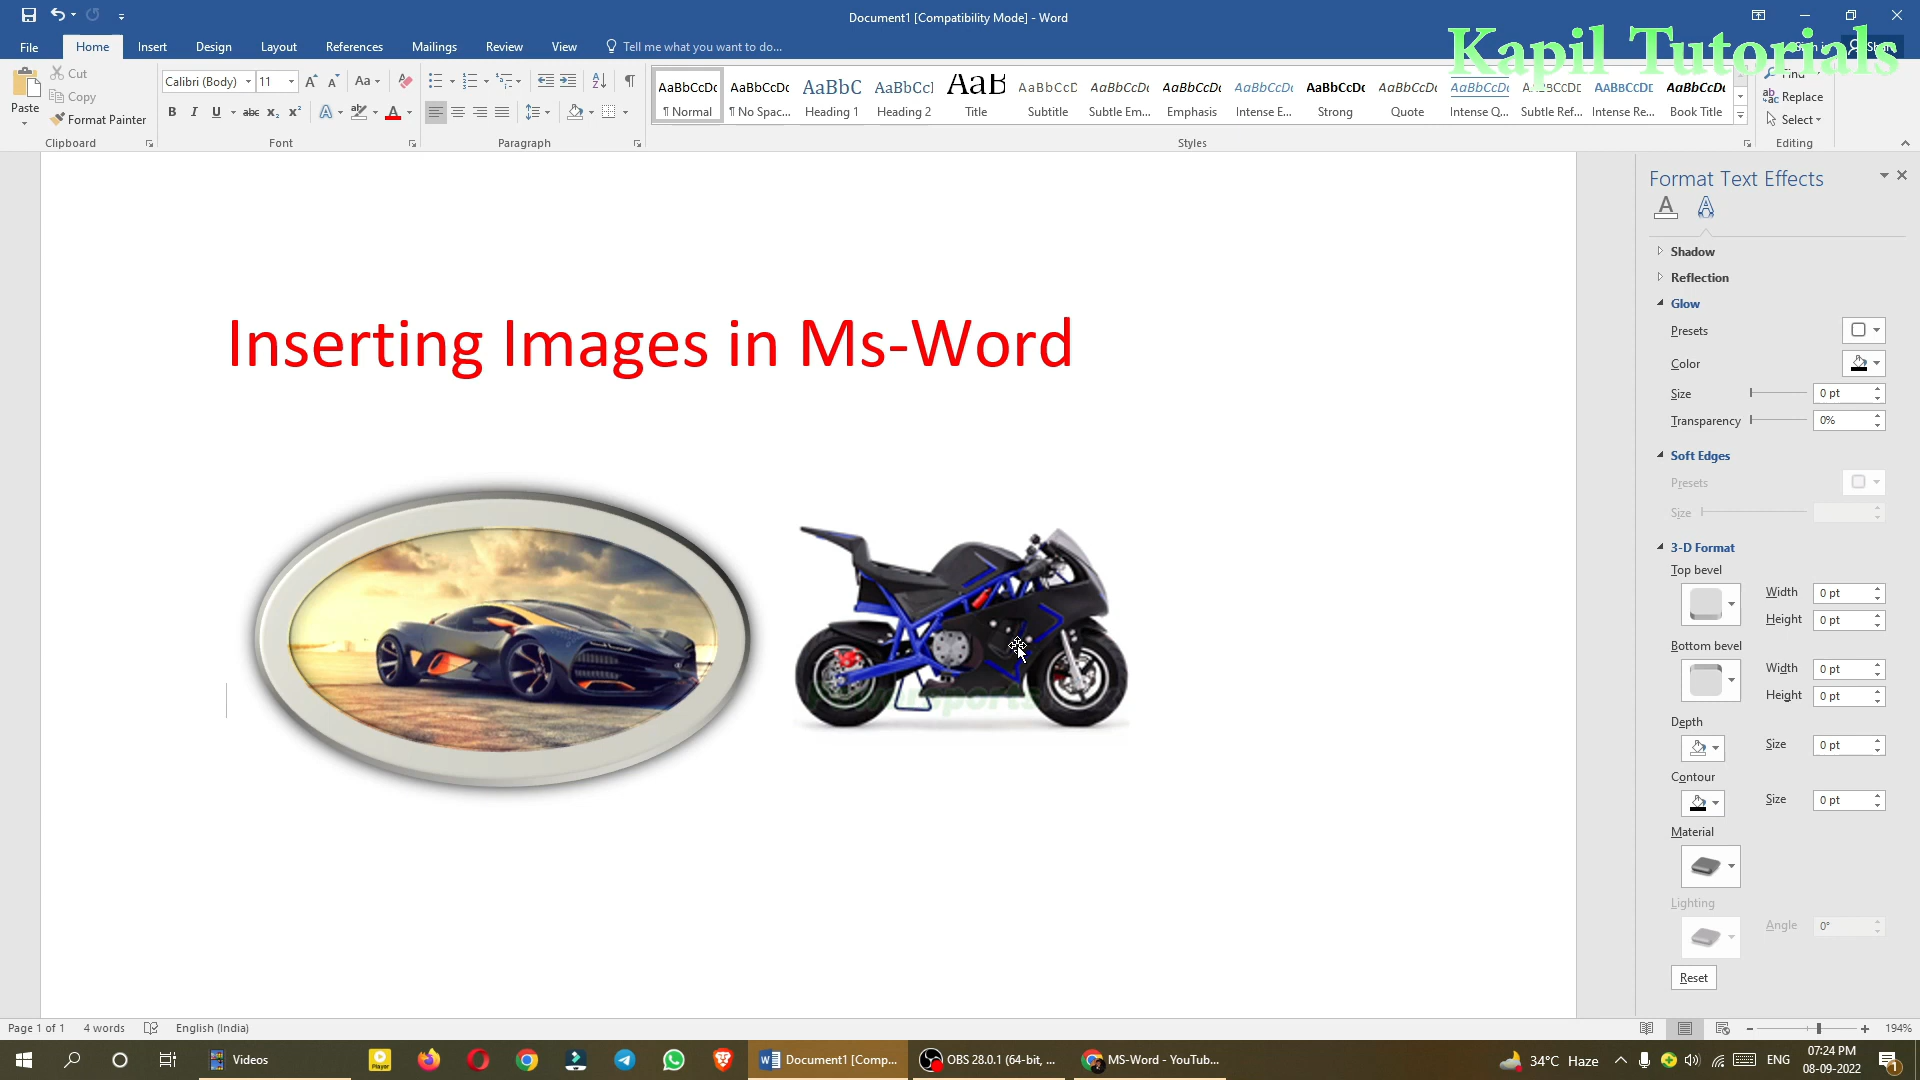 Document1 [Compatibility Mode] - Word
File Home Insert Design Layout References Mailings Review View Tell me what you want to do...
Kapil Tutorials
Paste
Cut
Copy
Format Painter
Clipboard
Calibri (Body) 11
Font
Paragraph
AaBbCcDc AaBbCcDc AaBbC AaBbCcI AaB AaBbCcD AaBbCcDc AaBbCcDc AaBbCcDc AaBbCcDc AaBbCcDc AaBbCcDc AABBCCDE AaBbCcDc
¶ Normal ¶ No Spac... Heading 1 Heading 2 Title Subtitle Subtle Em... Emphasis Intense E... Strong Quote Intense Q... Subtle Ref... Intense Re... Book Title
Styles
Find
Replace
Select
Editing
Inserting Images in Ms-Word
Format Text Effects
Shadow
Reflection
Glow
Presets
Color
Size 0 pt
Transparency 0%
Soft Edges
Presets
Size
3-D Format
Top bevel
Width 0 pt
Height 0 pt
Bottom bevel
Width 0 pt
Height 0 pt
Depth
Size 0 pt
Contour
Size 0 pt
Material
Lighting
Angle 0°
Reset
Page 1 of 1 4 words English (India) 194%
Videos
Player
Document1 [Comp...
OBS 28.0.1 (64-bit, ...
MS-Word - YouTub...
34°C Haze
ENG
07:24 PM
08-09-2022
1